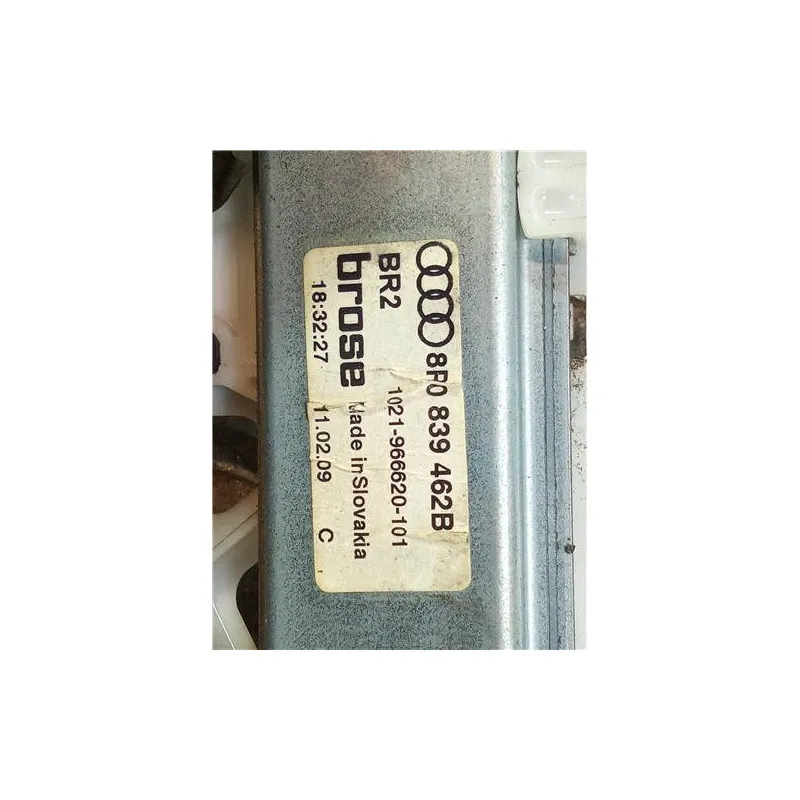 8P0 839 462B
BR2 1021-966620-101
brose Made in Slovakia
18:32:27 11.02.09 C